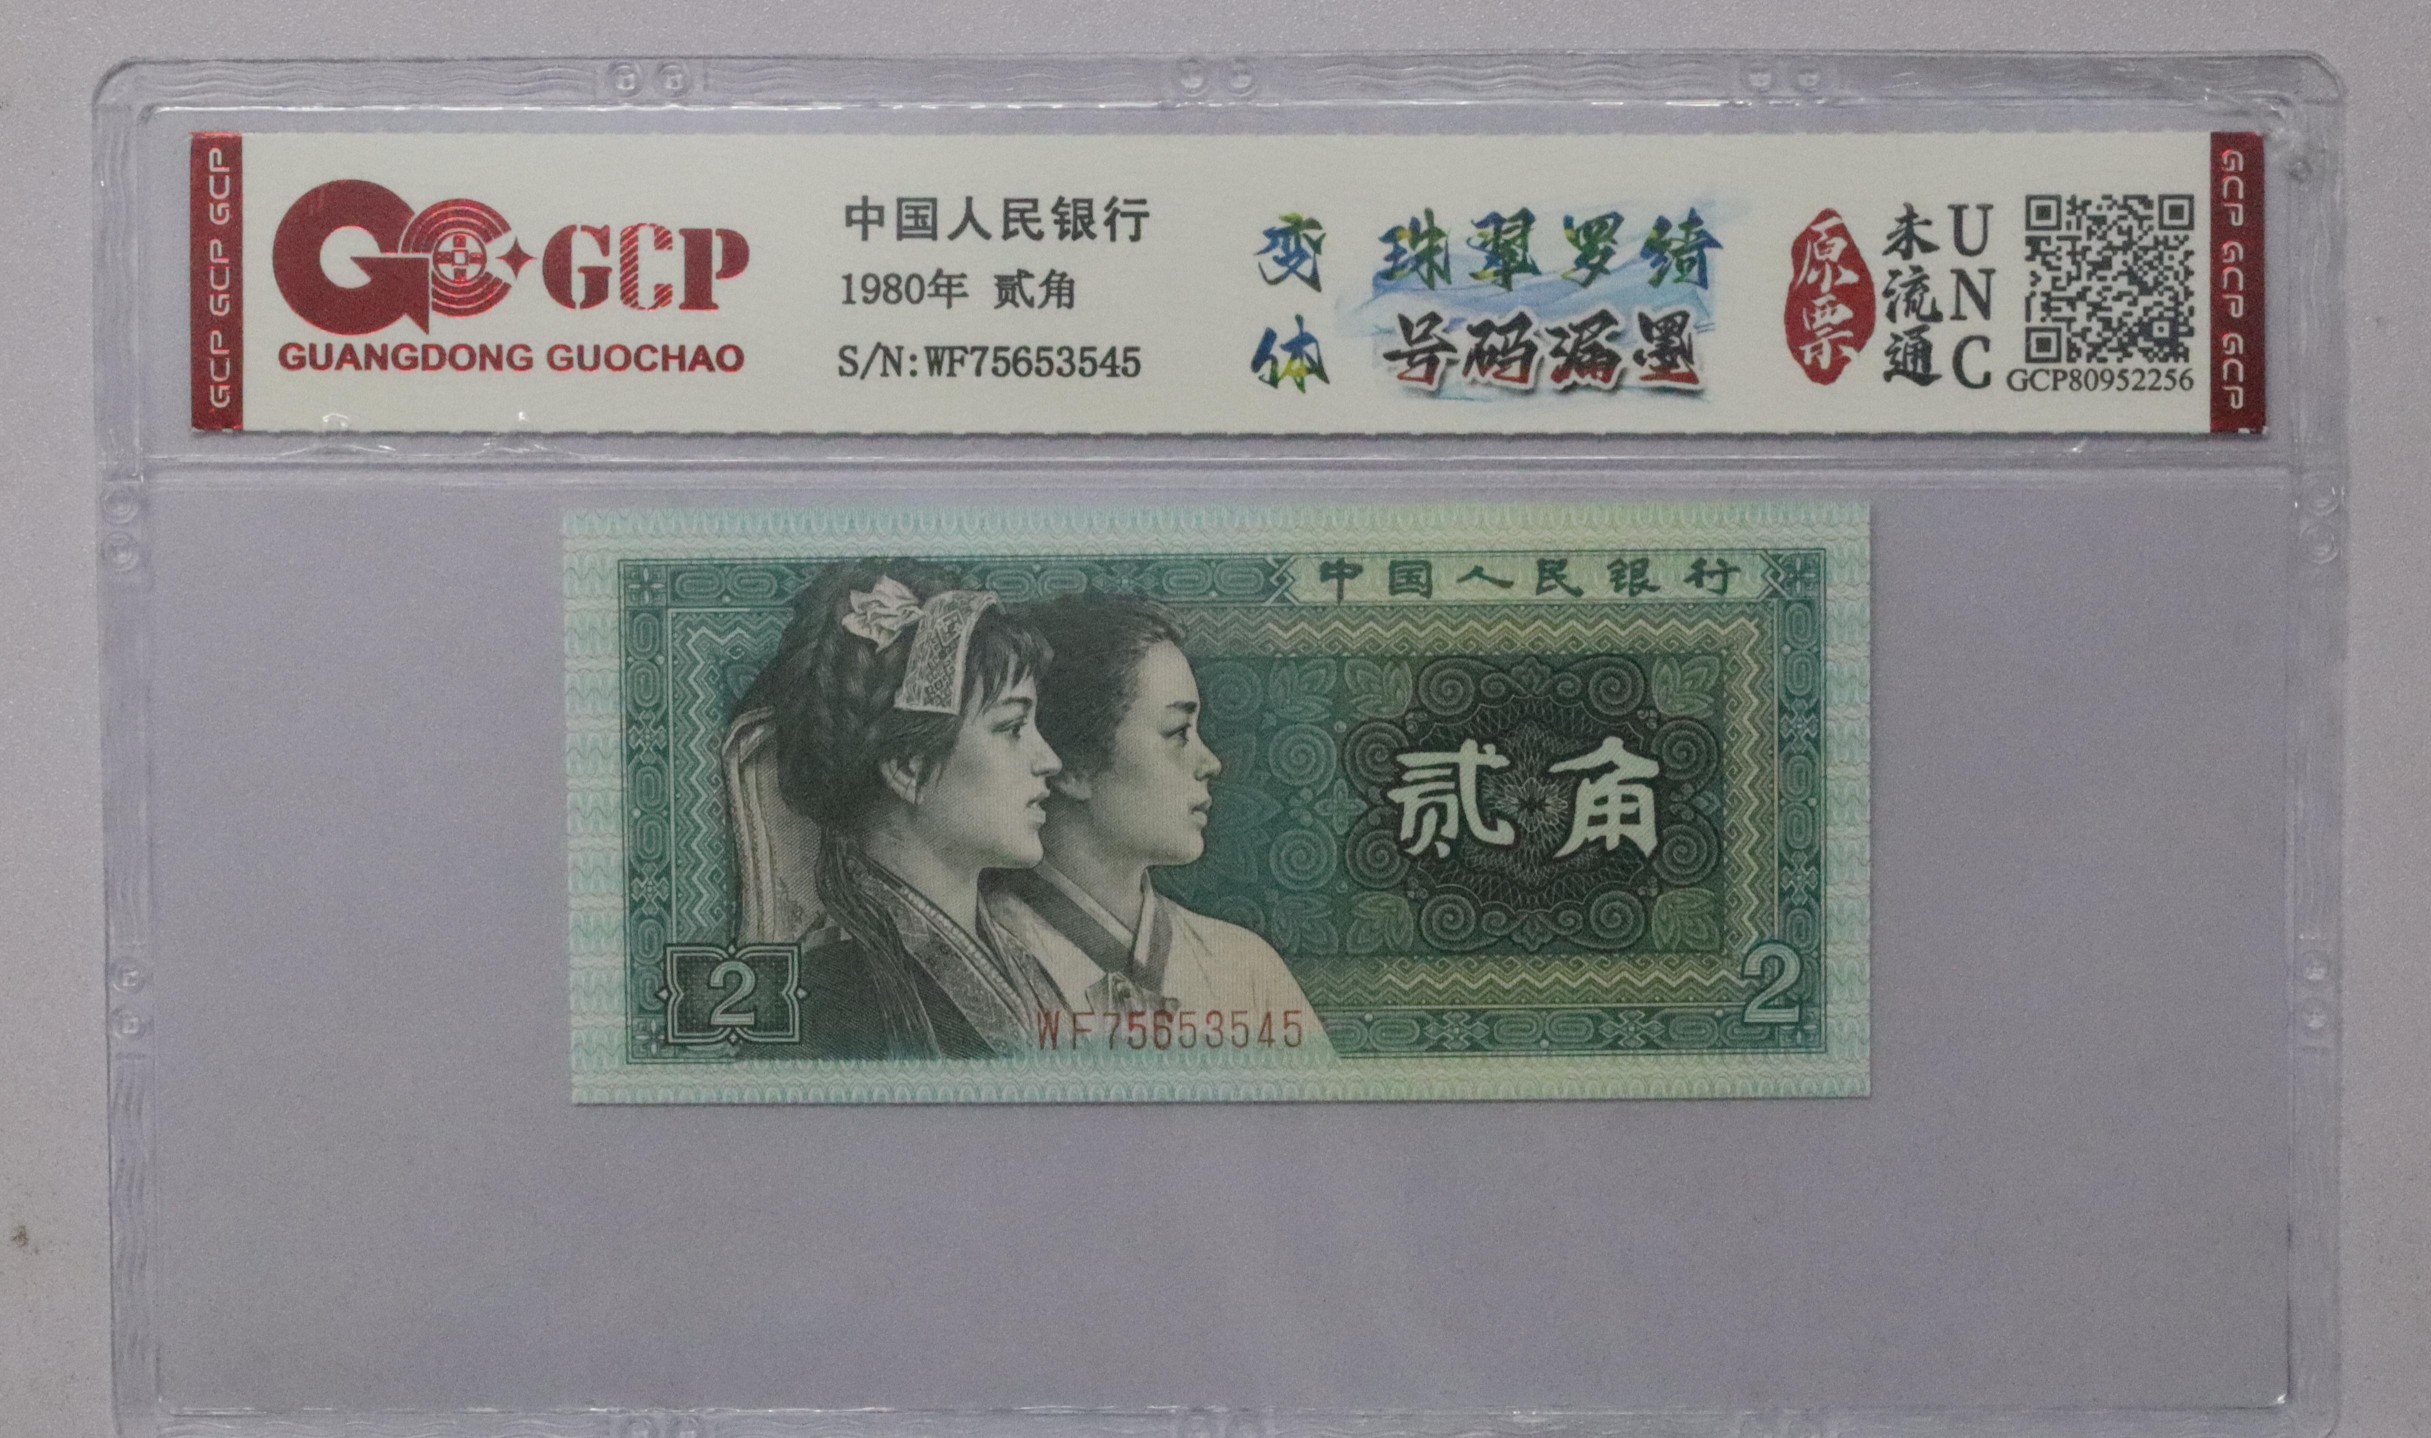 GCP GCP GCP
GCP
GUANGDONG GUOCHAO
中国人民银行
1980年 贰角
S/N:WF75653545
变体
珠翠罗绮
号码漏墨
原票
未流通
UNC
GCP80952256
GCP GCP GCP
中国人民银行
贰角
2
2
WF75653545